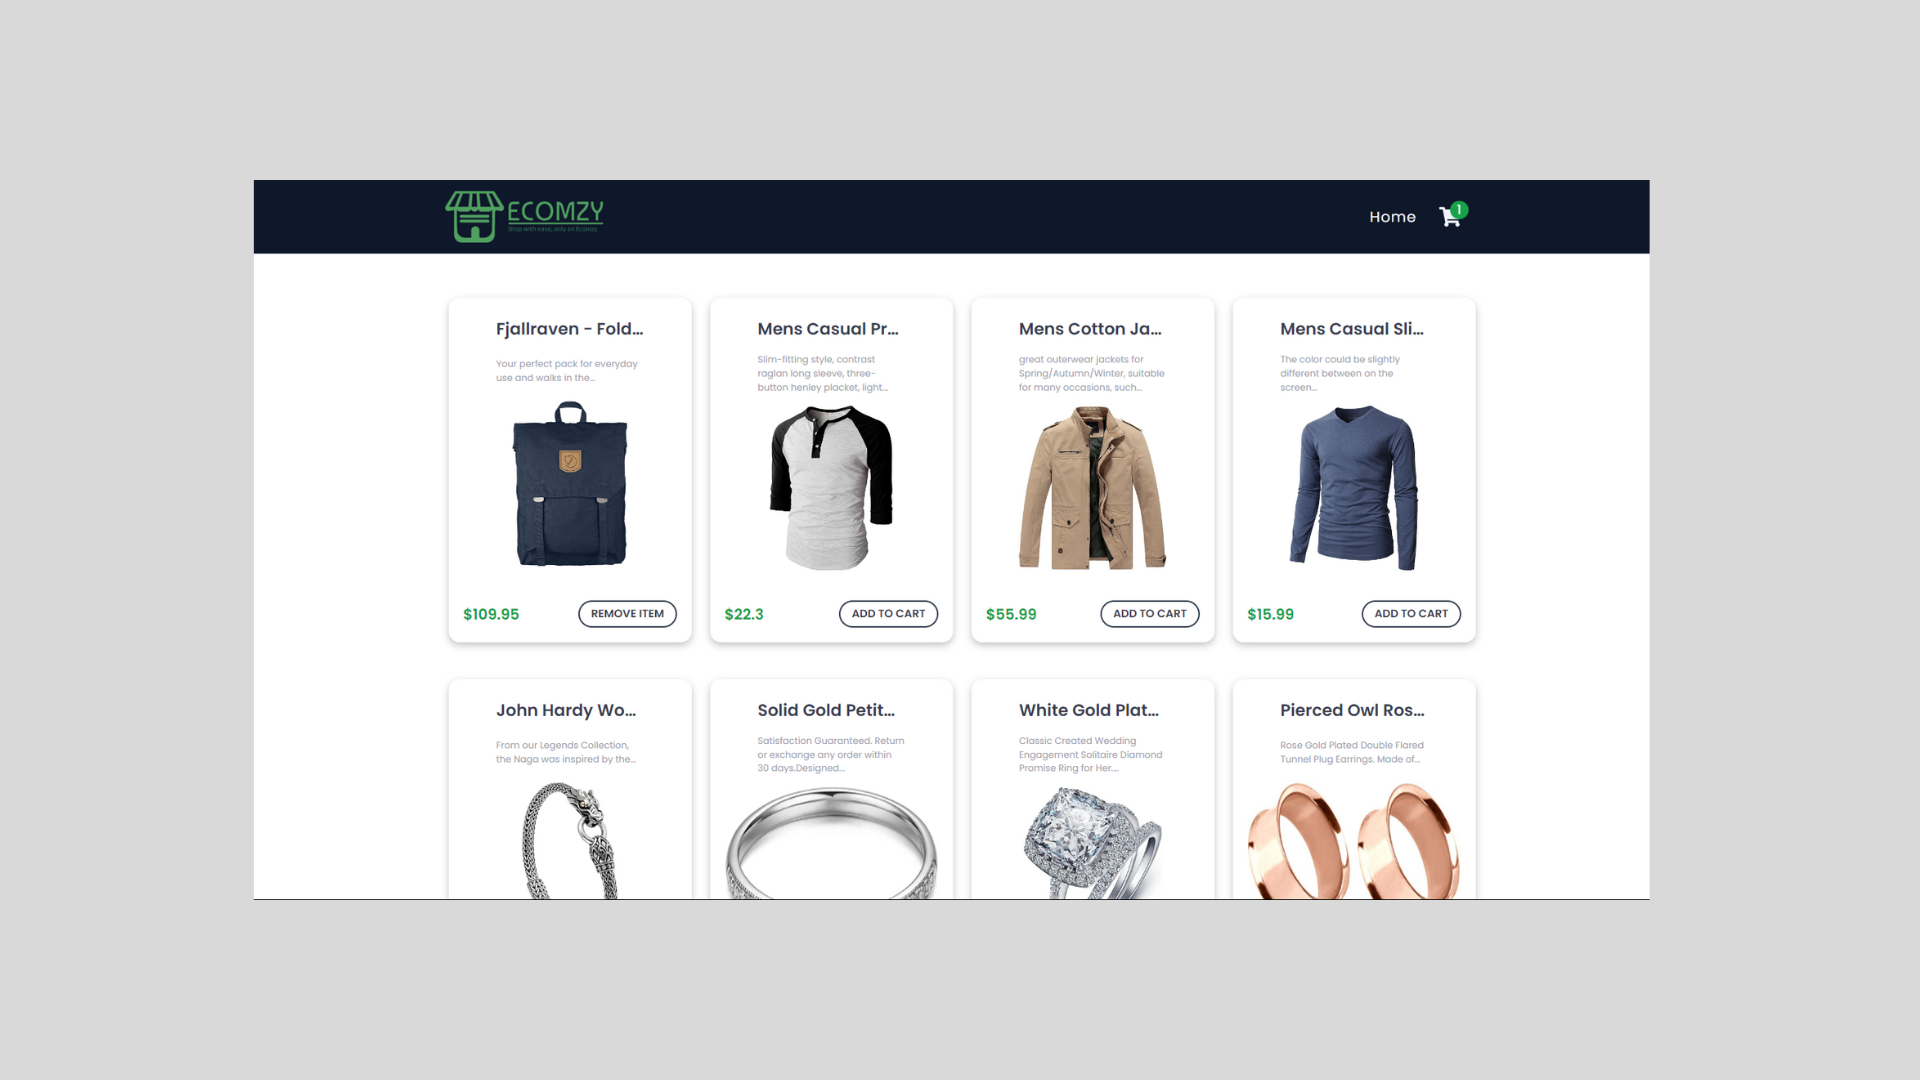 ECOMZY
Shop with ease, only on Ecomzy.
Home
1
Fjallraven - Fold...
Your perfect pack for everyday
use and walks in the...
$109.95
REMOVE ITEM
Mens Casual Pr...
Slim-fitting style, contrast
raglan long sleeve, three-
button henley placket, light...
$22.3
ADD TO CART
Mens Cotton Ja...
great outerwear jackets for
Spring/Autumn/Winter, suitable
for many occasions, such...
$55.99
ADD TO CART
Mens Casual Sli...
The color could be slightly
different between on the
screen...
$15.99
ADD TO CART
John Hardy Wo...
From our Legends Collection,
the Naga was inspired by the...
Solid Gold Petit...
Satisfaction Guaranteed. Return
or exchange any order within
30 days.Designed...
White Gold Plat...
Classic Created Wedding
Engagement Solitaire Diamond
Promise Ring for Her....
Pierced Owl Ros...
Rose Gold Plated Double Flared
Tunnel Plug Earrings. Made of...